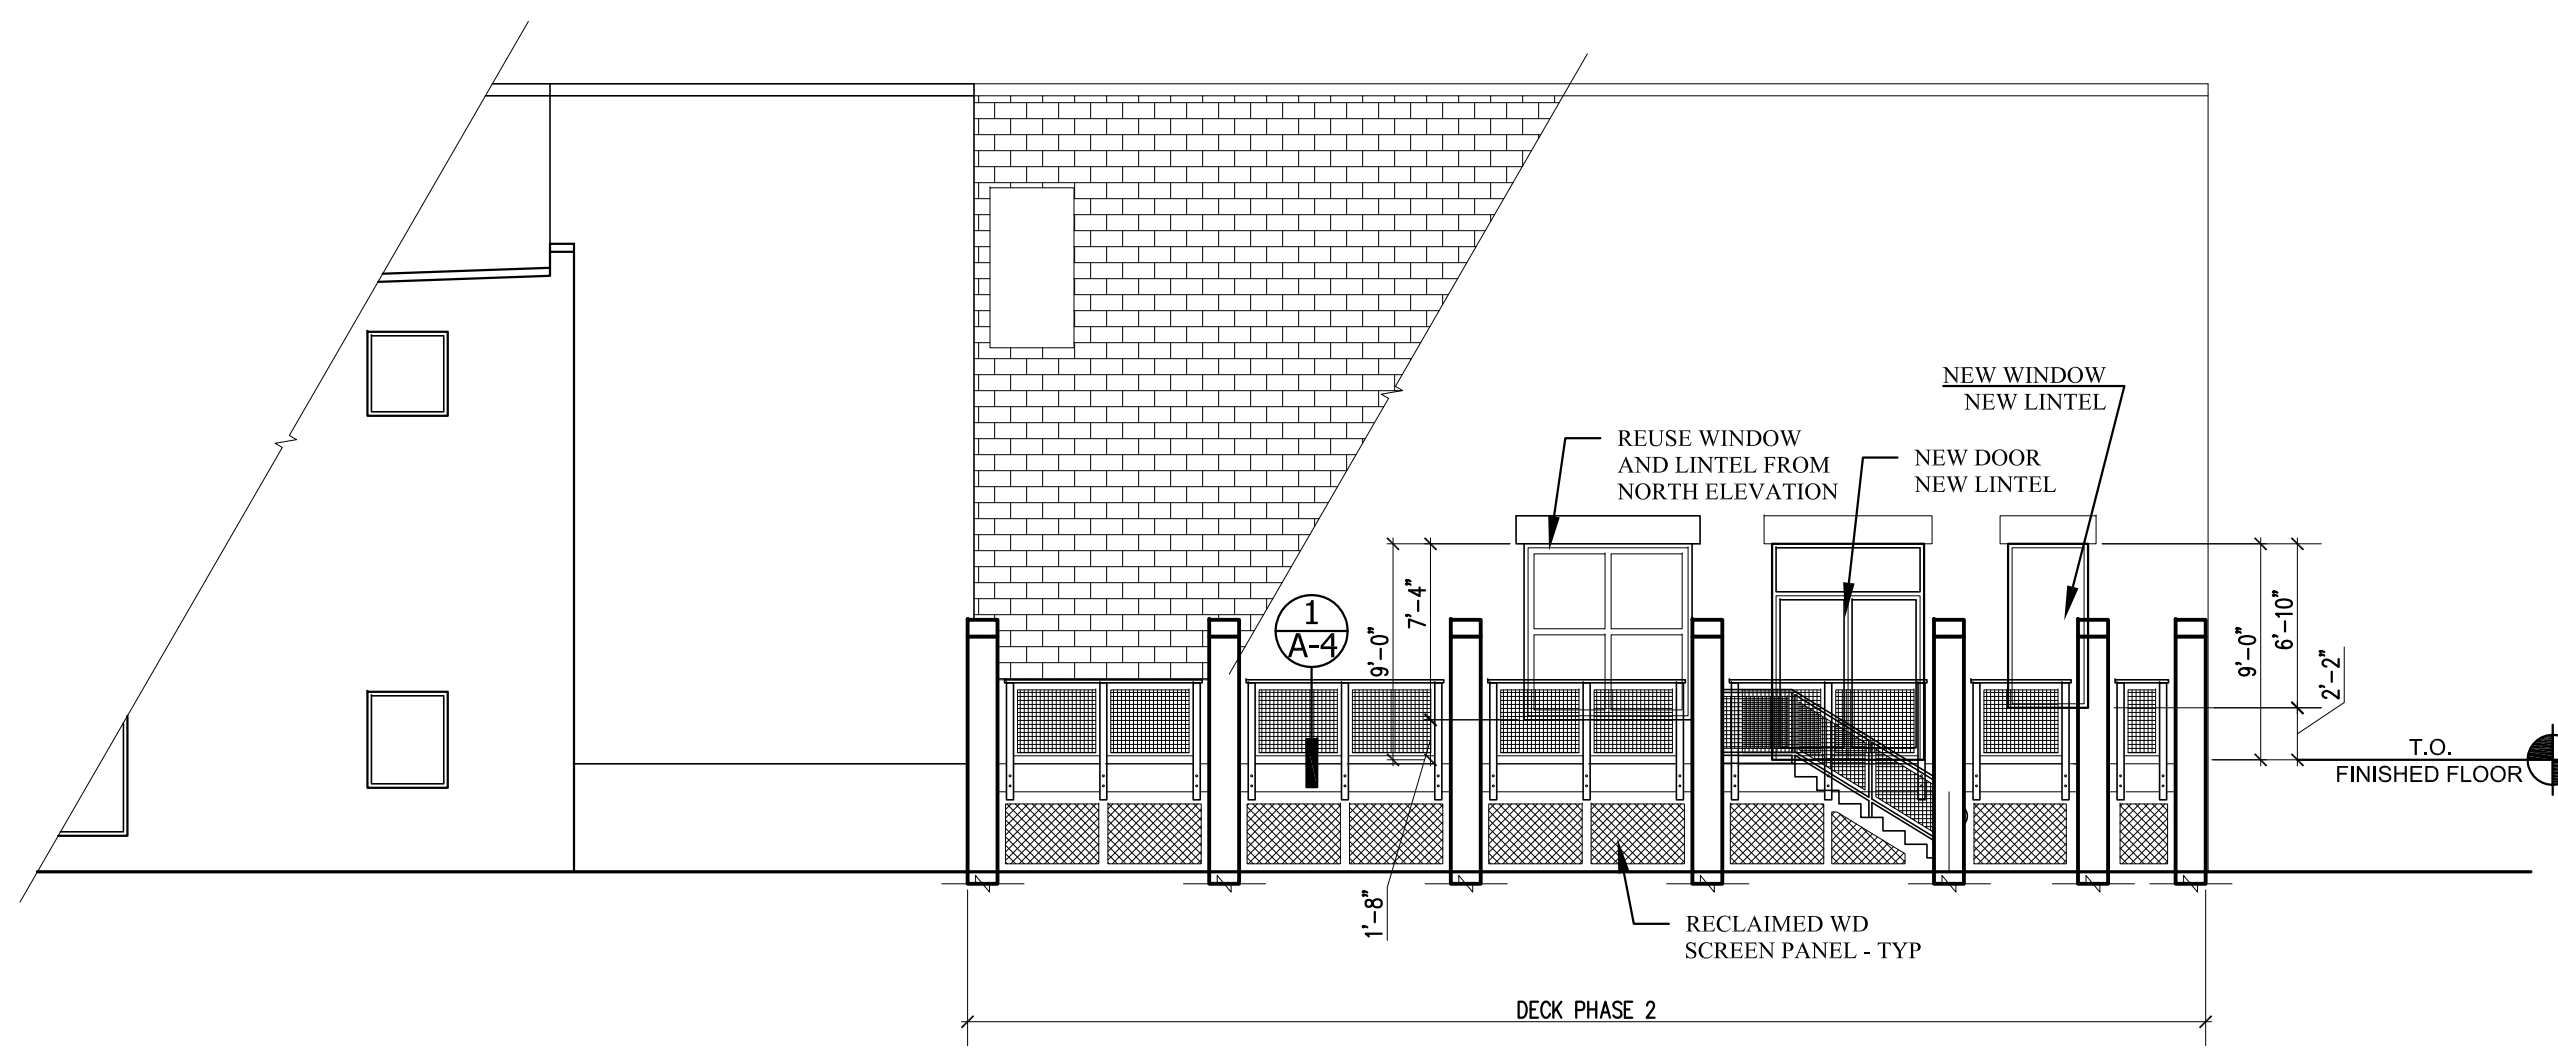 NEW WINDOW
NEW LINTEL
REUSE WINDOW
AND LINTEL FROM
NORTH ELEVATION
NEW DOOR
NEW LINTEL
1
A-4
9'-0"
7'-4"
9'-0"
6'-10"
2'-2"
T.O.
FINISHED FLOOR
1'-8"
RECLAIMED WD
SCREEN PANEL - TYP
DECK PHASE 2